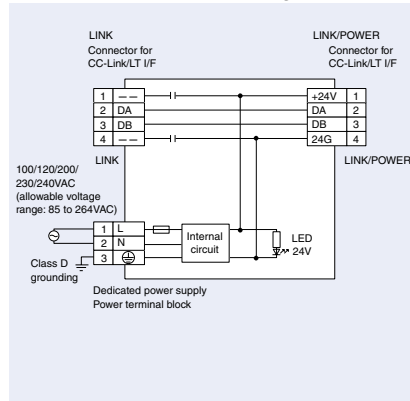 LINK
Connector for
CC-Link/LT I/F
LINK/POWER
Connector for
CC-Link/LT I/F
1 −− +24V 1
2 DA DA 2
3 DB DB 3
4 −− 24G 4
LINK
LINK/POWER
100/120/200/
230/240VAC
(allowable voltage
range: 85 to 264VAC)
1 L
2 N
3
Internal
circuit
LED
24V
Class D
grounding
Dedicated power supply
Power terminal block